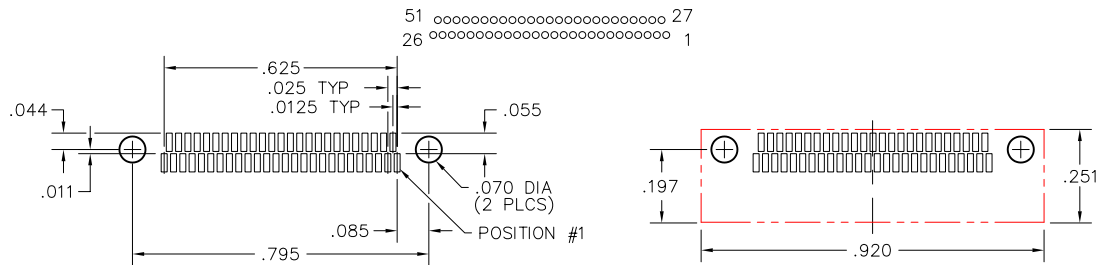 51 27
26 1
.625
.025 TYP
.0125 TYP
.044
.055
.011
.070 DIA
(2 PLCS)
.085
POSITION #1
.795
.197
.251
.920